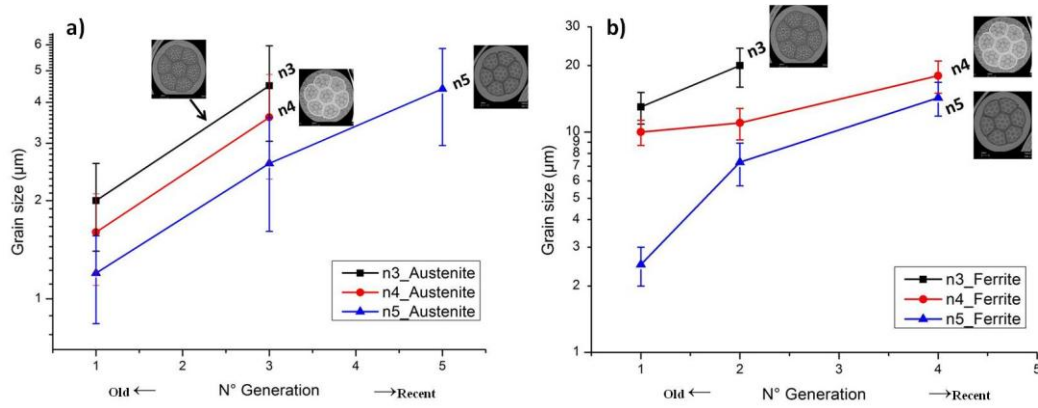 a)
Grain size (µm)
6
5
4
3
2
1
n3
n4
n5
n3_Austenite
n4_Austenite
n5_Austenite
1 2 3 4 5
Old ← N° Generation →Recent
b)
Grain size (µm)
30
20
10
9
8
7
6
5
4
3
2
1
n3
n4
n5
n3_Ferrite
n4_Ferrite
n5_Ferrite
1 2 3 4 5
Old ← N° Generation →Recent